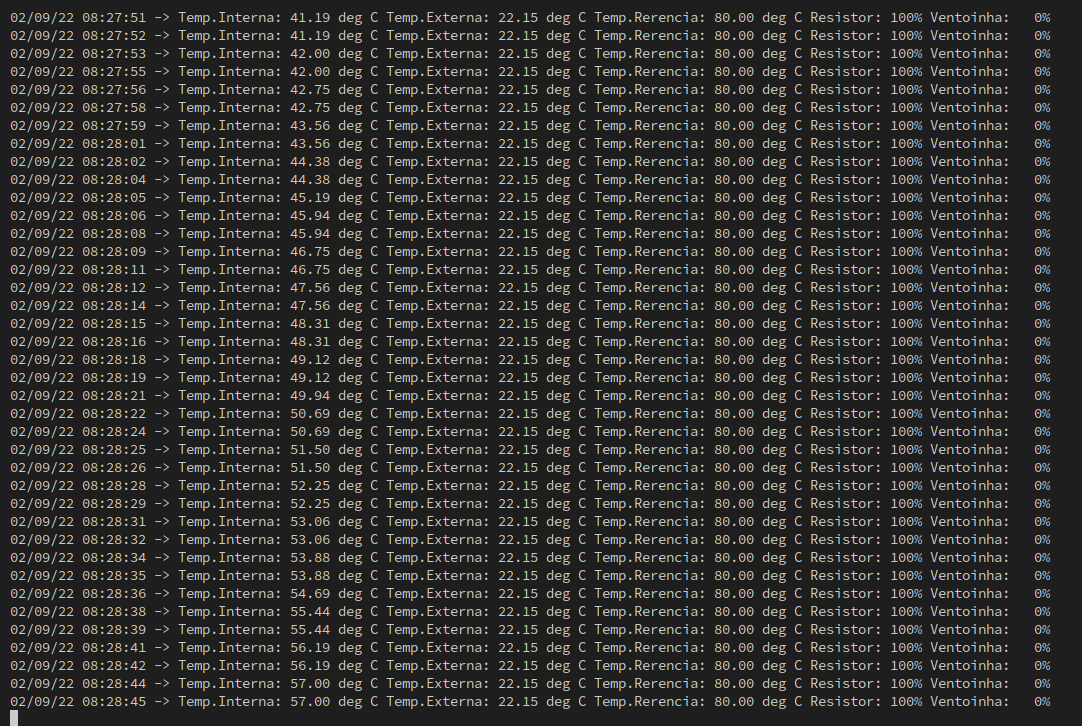 02/09/22 08:27:51 -> Temp.Interna: 41.19 deg C Temp.Externa: 22.15 deg C Temp.Rerencia: 80.00 deg C Resistor: 100% Ventoinha:   0%
02/09/22 08:27:52 -> Temp.Interna: 41.19 deg C Temp.Externa: 22.15 deg C Temp.Rerencia: 80.00 deg C Resistor: 100% Ventoinha:   0%
02/09/22 08:27:53 -> Temp.Interna: 42.00 deg C Temp.Externa: 22.15 deg C Temp.Rerencia: 80.00 deg C Resistor: 100% Ventoinha:   0%
02/09/22 08:27:55 -> Temp.Interna: 42.00 deg C Temp.Externa: 22.15 deg C Temp.Rerencia: 80.00 deg C Resistor: 100% Ventoinha:   0%
02/09/22 08:27:56 -> Temp.Interna: 42.75 deg C Temp.Externa: 22.15 deg C Temp.Rerencia: 80.00 deg C Resistor: 100% Ventoinha:   0%
02/09/22 08:27:58 -> Temp.Interna: 42.75 deg C Temp.Externa: 22.15 deg C Temp.Rerencia: 80.00 deg C Resistor: 100% Ventoinha:   0%
02/09/22 08:27:59 -> Temp.Interna: 43.56 deg C Temp.Externa: 22.15 deg C Temp.Rerencia: 80.00 deg C Resistor: 100% Ventoinha:   0%
02/09/22 08:28:01 -> Temp.Interna: 43.56 deg C Temp.Externa: 22.15 deg C Temp.Rerencia: 80.00 deg C Resistor: 100% Ventoinha:   0%
02/09/22 08:28:02 -> Temp.Interna: 44.38 deg C Temp.Externa: 22.15 deg C Temp.Rerencia: 80.00 deg C Resistor: 100% Ventoinha:   0%
02/09/22 08:28:04 -> Temp.Interna: 44.38 deg C Temp.Externa: 22.15 deg C Temp.Rerencia: 80.00 deg C Resistor: 100% Ventoinha:   0%
02/09/22 08:28:05 -> Temp.Interna: 45.19 deg C Temp.Externa: 22.15 deg C Temp.Rerencia: 80.00 deg C Resistor: 100% Ventoinha:   0%
02/09/22 08:28:06 -> Temp.Interna: 45.94 deg C Temp.Externa: 22.15 deg C Temp.Rerencia: 80.00 deg C Resistor: 100% Ventoinha:   0%
02/09/22 08:28:08 -> Temp.Interna: 45.94 deg C Temp.Externa: 22.15 deg C Temp.Rerencia: 80.00 deg C Resistor: 100% Ventoinha:   0%
02/09/22 08:28:09 -> Temp.Interna: 46.75 deg C Temp.Externa: 22.15 deg C Temp.Rerencia: 80.00 deg C Resistor: 100% Ventoinha:   0%
02/09/22 08:28:11 -> Temp.Interna: 46.75 deg C Temp.Externa: 22.15 deg C Temp.Rerencia: 80.00 deg C Resistor: 100% Ventoinha:   0%
02/09/22 08:28:12 -> Temp.Interna: 47.56 deg C Temp.Externa: 22.15 deg C Temp.Rerencia: 80.00 deg C Resistor: 100% Ventoinha:   0%
02/09/22 08:28:14 -> Temp.Interna: 47.56 deg C Temp.Externa: 22.15 deg C Temp.Rerencia: 80.00 deg C Resistor: 100% Ventoinha:   0%
02/09/22 08:28:15 -> Temp.Interna: 48.31 deg C Temp.Externa: 22.15 deg C Temp.Rerencia: 80.00 deg C Resistor: 100% Ventoinha:   0%
02/09/22 08:28:16 -> Temp.Interna: 48.31 deg C Temp.Externa: 22.15 deg C Temp.Rerencia: 80.00 deg C Resistor: 100% Ventoinha:   0%
02/09/22 08:28:18 -> Temp.Interna: 49.12 deg C Temp.Externa: 22.15 deg C Temp.Rerencia: 80.00 deg C Resistor: 100% Ventoinha:   0%
02/09/22 08:28:19 -> Temp.Interna: 49.12 deg C Temp.Externa: 22.15 deg C Temp.Rerencia: 80.00 deg C Resistor: 100% Ventoinha:   0%
02/09/22 08:28:21 -> Temp.Interna: 49.94 deg C Temp.Externa: 22.15 deg C Temp.Rerencia: 80.00 deg C Resistor: 100% Ventoinha:   0%
02/09/22 08:28:22 -> Temp.Interna: 50.69 deg C Temp.Externa: 22.15 deg C Temp.Rerencia: 80.00 deg C Resistor: 100% Ventoinha:   0%
02/09/22 08:28:24 -> Temp.Interna: 50.69 deg C Temp.Externa: 22.15 deg C Temp.Rerencia: 80.00 deg C Resistor: 100% Ventoinha:   0%
02/09/22 08:28:25 -> Temp.Interna: 51.50 deg C Temp.Externa: 22.15 deg C Temp.Rerencia: 80.00 deg C Resistor: 100% Ventoinha:   0%
02/09/22 08:28:26 -> Temp.Interna: 51.50 deg C Temp.Externa: 22.15 deg C Temp.Rerencia: 80.00 deg C Resistor: 100% Ventoinha:   0%
02/09/22 08:28:28 -> Temp.Interna: 52.25 deg C Temp.Externa: 22.15 deg C Temp.Rerencia: 80.00 deg C Resistor: 100% Ventoinha:   0%
02/09/22 08:28:29 -> Temp.Interna: 52.25 deg C Temp.Externa: 22.15 deg C Temp.Rerencia: 80.00 deg C Resistor: 100% Ventoinha:   0%
02/09/22 08:28:31 -> Temp.Interna: 53.06 deg C Temp.Externa: 22.15 deg C Temp.Rerencia: 80.00 deg C Resistor: 100% Ventoinha:   0%
02/09/22 08:28:32 -> Temp.Interna: 53.06 deg C Temp.Externa: 22.15 deg C Temp.Rerencia: 80.00 deg C Resistor: 100% Ventoinha:   0%
02/09/22 08:28:34 -> Temp.Interna: 53.88 deg C Temp.Externa: 22.15 deg C Temp.Rerencia: 80.00 deg C Resistor: 100% Ventoinha:   0%
02/09/22 08:28:35 -> Temp.Interna: 53.88 deg C Temp.Externa: 22.15 deg C Temp.Rerencia: 80.00 deg C Resistor: 100% Ventoinha:   0%
02/09/22 08:28:36 -> Temp.Interna: 54.69 deg C Temp.Externa: 22.15 deg C Temp.Rerencia: 80.00 deg C Resistor: 100% Ventoinha:   0%
02/09/22 08:28:38 -> Temp.Interna: 55.44 deg C Temp.Externa: 22.15 deg C Temp.Rerencia: 80.00 deg C Resistor: 100% Ventoinha:   0%
02/09/22 08:28:39 -> Temp.Interna: 55.44 deg C Temp.Externa: 22.15 deg C Temp.Rerencia: 80.00 deg C Resistor: 100% Ventoinha:   0%
02/09/22 08:28:41 -> Temp.Interna: 56.19 deg C Temp.Externa: 22.15 deg C Temp.Rerencia: 80.00 deg C Resistor: 100% Ventoinha:   0%
02/09/22 08:28:42 -> Temp.Interna: 56.19 deg C Temp.Externa: 22.15 deg C Temp.Rerencia: 80.00 deg C Resistor: 100% Ventoinha:   0%
02/09/22 08:28:44 -> Temp.Interna: 57.00 deg C Temp.Externa: 22.15 deg C Temp.Rerencia: 80.00 deg C Resistor: 100% Ventoinha:   0%
02/09/22 08:28:45 -> Temp.Interna: 57.00 deg C Temp.Externa: 22.15 deg C Temp.Rerencia: 80.00 deg C Resistor: 100% Ventoinha:   0%